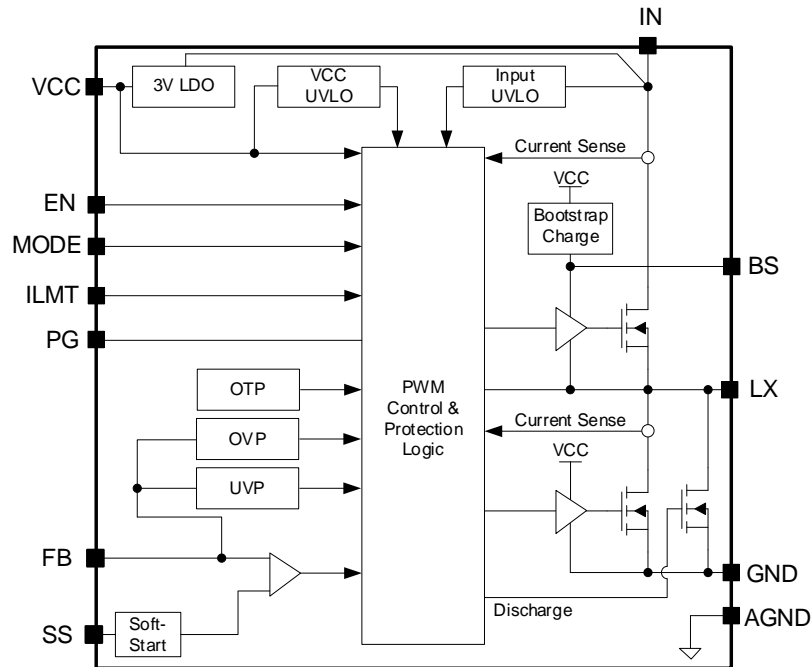 IN
VCC
3V LDO
VCC
UVLO
Input
UVLO
Current Sense
VCC
EN
Bootstrap
Charge
MODE
BS
ILMT
PG
PWM
Control &
Protection
Logic
OTP
LX
OVP
Current Sense
VCC
UVP
FB
GND
Discharge
AGND
SS
Soft-
Start